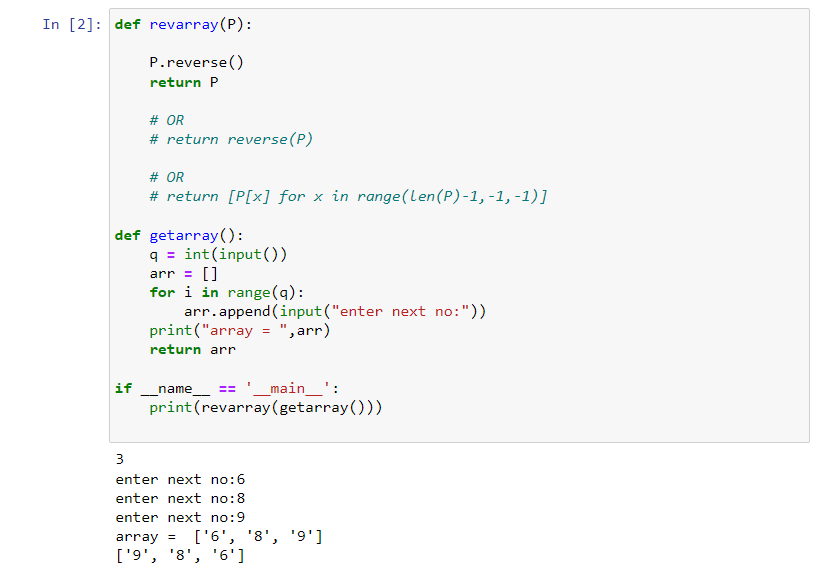 In [2]: def revarray(P):
    P.reverse()
    return P
    # OR
    # return reverse(P)
    # OR
    # return [P[x] for x in range(len(P)-1,-1,-1)]
def getarray():
    q = int(input())
    arr = []
    for i in range(q):
        arr.append(input("enter next no:"))
    print("array = ",arr)
    return arr
if __name__ == '__main__':
    print(revarray(getarray()))
3
enter next no:6
enter next no:8
enter next no:9
array =  ['6', '8', '9']
['9', '8', '6']